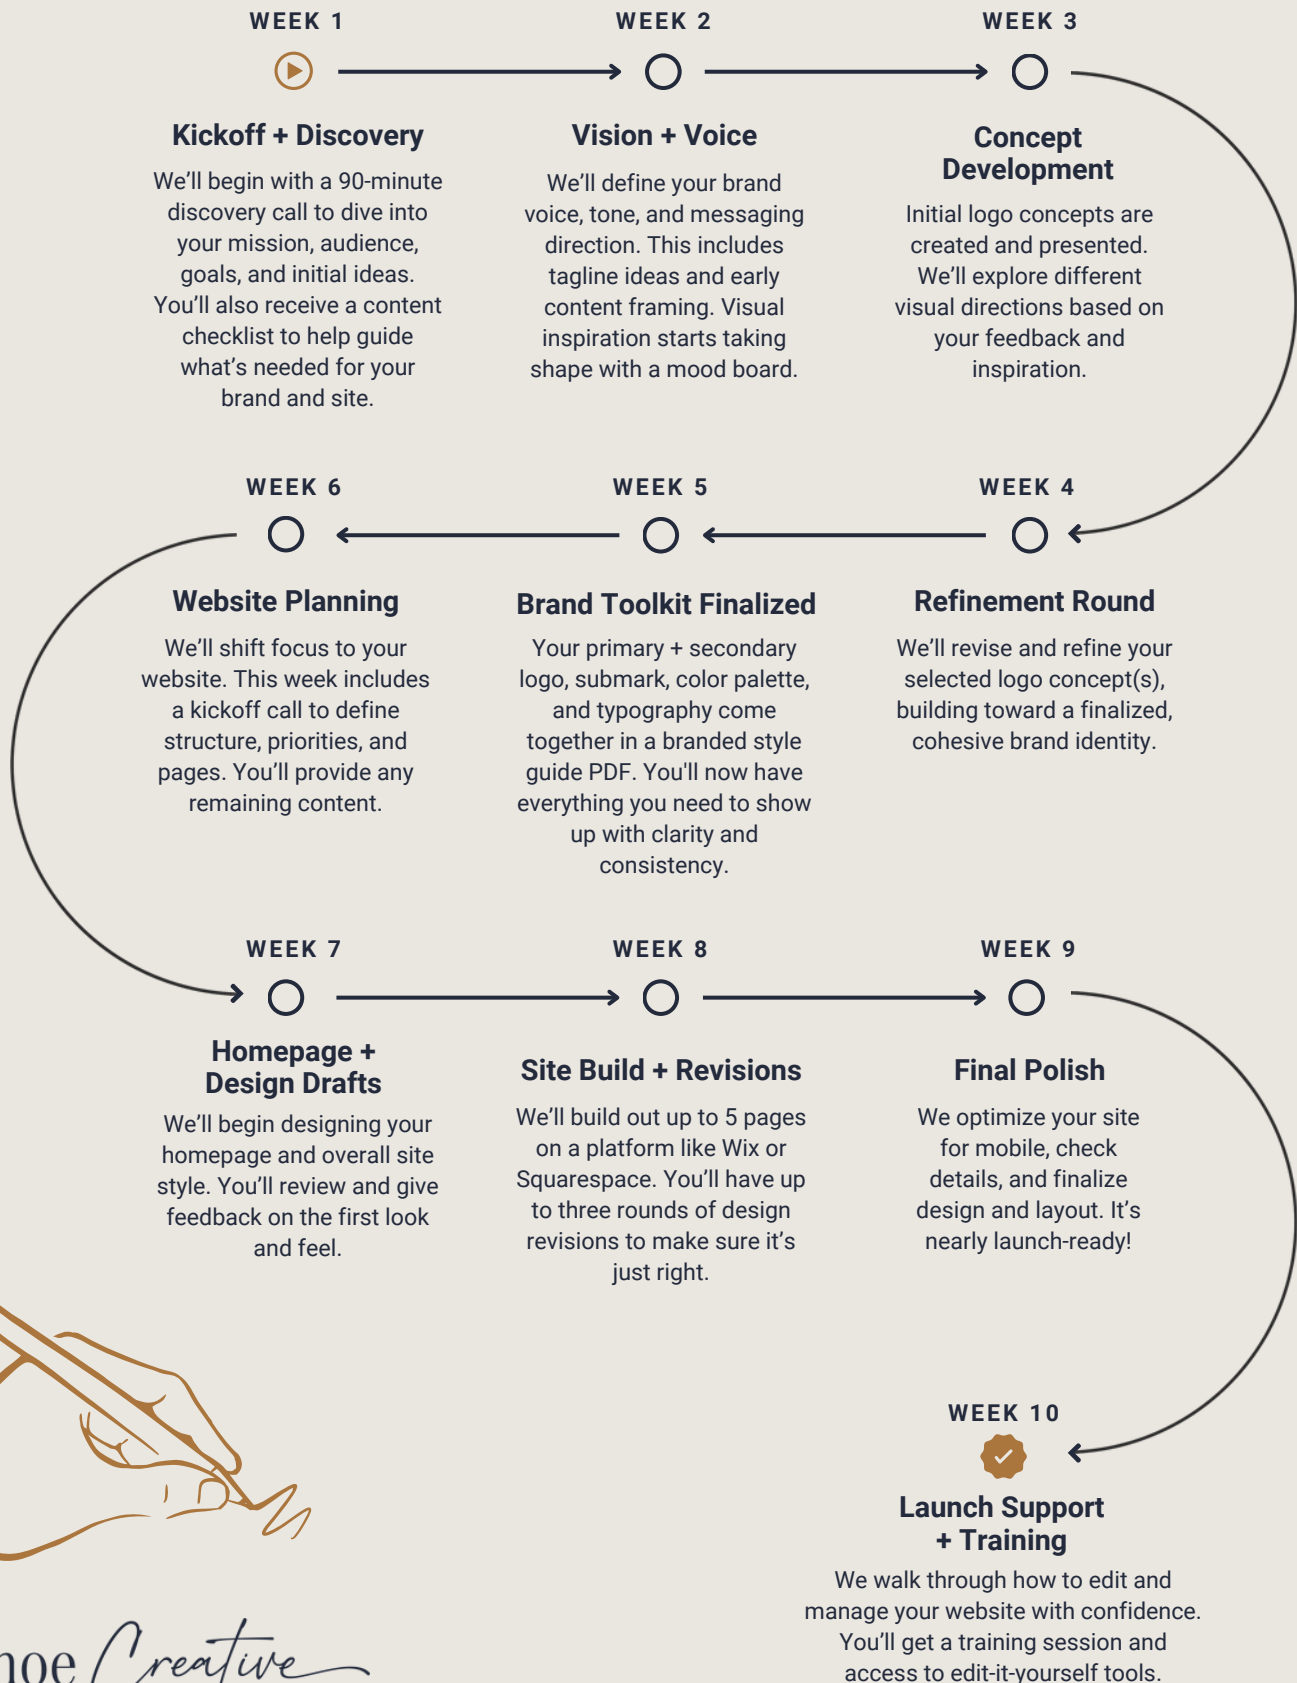 WEEK 1
Kickoff + Discovery
We'll begin with a 90-minute
discovery call to dive into
your mission, audience,
goals, and initial ideas.
You'll also receive a content
checklist to help guide
what's needed for your
brand and site.
WEEK 2
Vision + Voice
We'll define your brand
voice, tone, and messaging
direction. This includes
tagline ideas and early
content framing. Visual
inspiration starts taking
shape with a mood board.
WEEK 3
Concept
Development
Initial logo concepts are
created and presented.
We'll explore different
visual directions based on
your feedback and
inspiration.
WEEK 4
Refinement Round
We'll revise and refine your
selected logo concept(s),
building toward a finalized,
cohesive brand identity.
WEEK 5
Brand Toolkit Finalized
Your primary + secondary
logo, submark, color palette,
and typography come
together in a branded style
guide PDF. You'll now have
everything you need to show
up with clarity and
consistency.
WEEK 6
Website Planning
We'll shift focus to your
website. This week includes
a kickoff call to define
structure, priorities, and
pages. You'll provide any
remaining content.
WEEK 7
Homepage +
Design Drafts
We'll begin designing your
homepage and overall site
style. You'll review and give
feedback on the first look
and feel.
WEEK 8
Site Build + Revisions
We'll build out up to 5 pages
on a platform like Wix or
Squarespace. You'll have up
to three rounds of design
revisions to make sure it's
just right.
WEEK 9
Final Polish
We optimize your site
for mobile, check
details, and finalize
design and layout. It's
nearly launch-ready!
WEEK 10
Launch Support
+ Training
We walk through how to edit and
manage your website with confidence.
You'll get a training session and
access to edit-it-yourself tools.
Creative